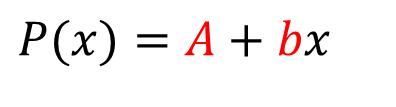 P(x) = A + bx